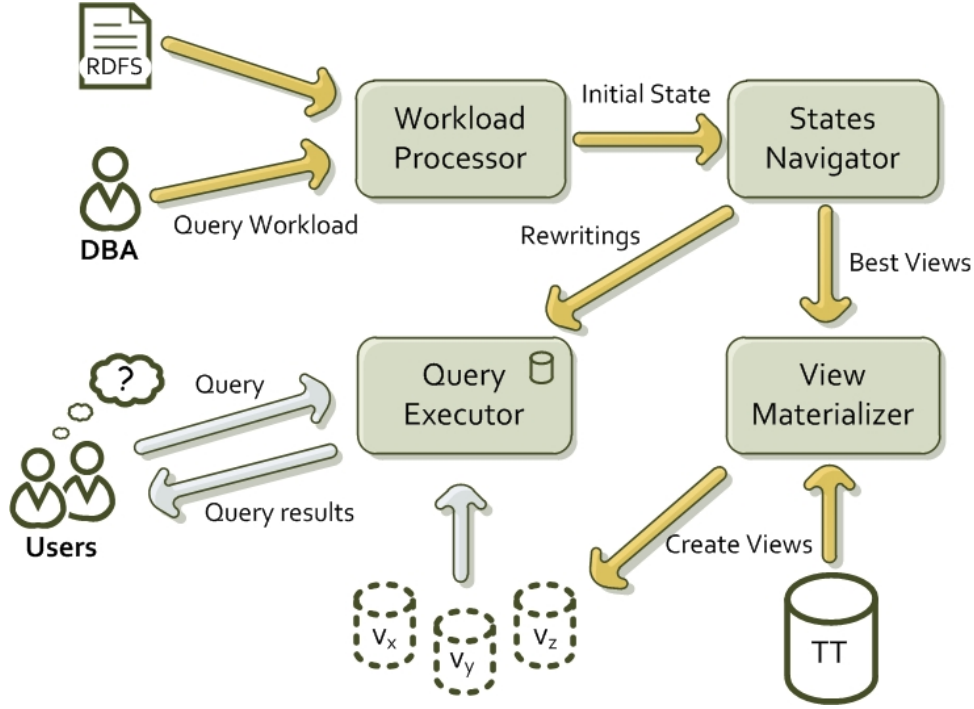 RDFS
Workload
Processor
Initial State
States
Navigator
DBA
Query Workload
Rewritings
Best Views
?
Query
Query
Executor
View
Materializer
Users
Query results
Create Views
Vx
Vy
Vz
TT